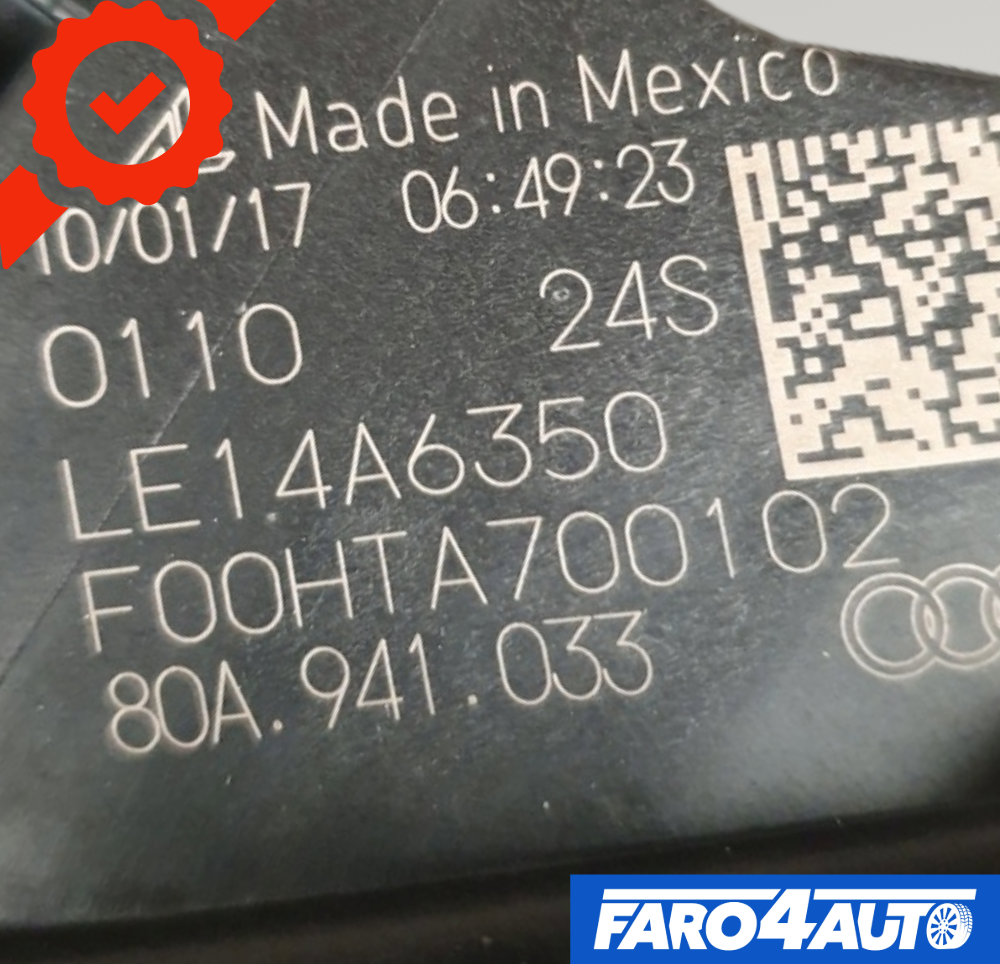 Made in Mexico
10/01/17 06:49:23
0110 24S
LE14A6350
F00HTA700102
80A.941.033
FARO4AUTO